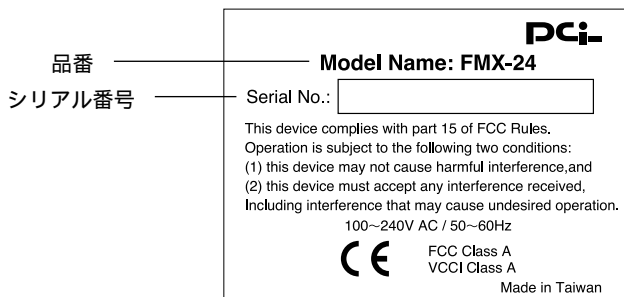 PCi
品番
Model Name: FMX-24
シリアル番号
Serial No.:
This device complies with part 15 of FCC Rules.
Operation is subject to the following two conditions:
(1) this device may not cause harmful interference,and
(2) this device must accept any interference received,
Including interference that may cause undesired operation.
100~240V AC / 50~60Hz
CE
FCC Class A
VCCI Class A
Made in Taiwan